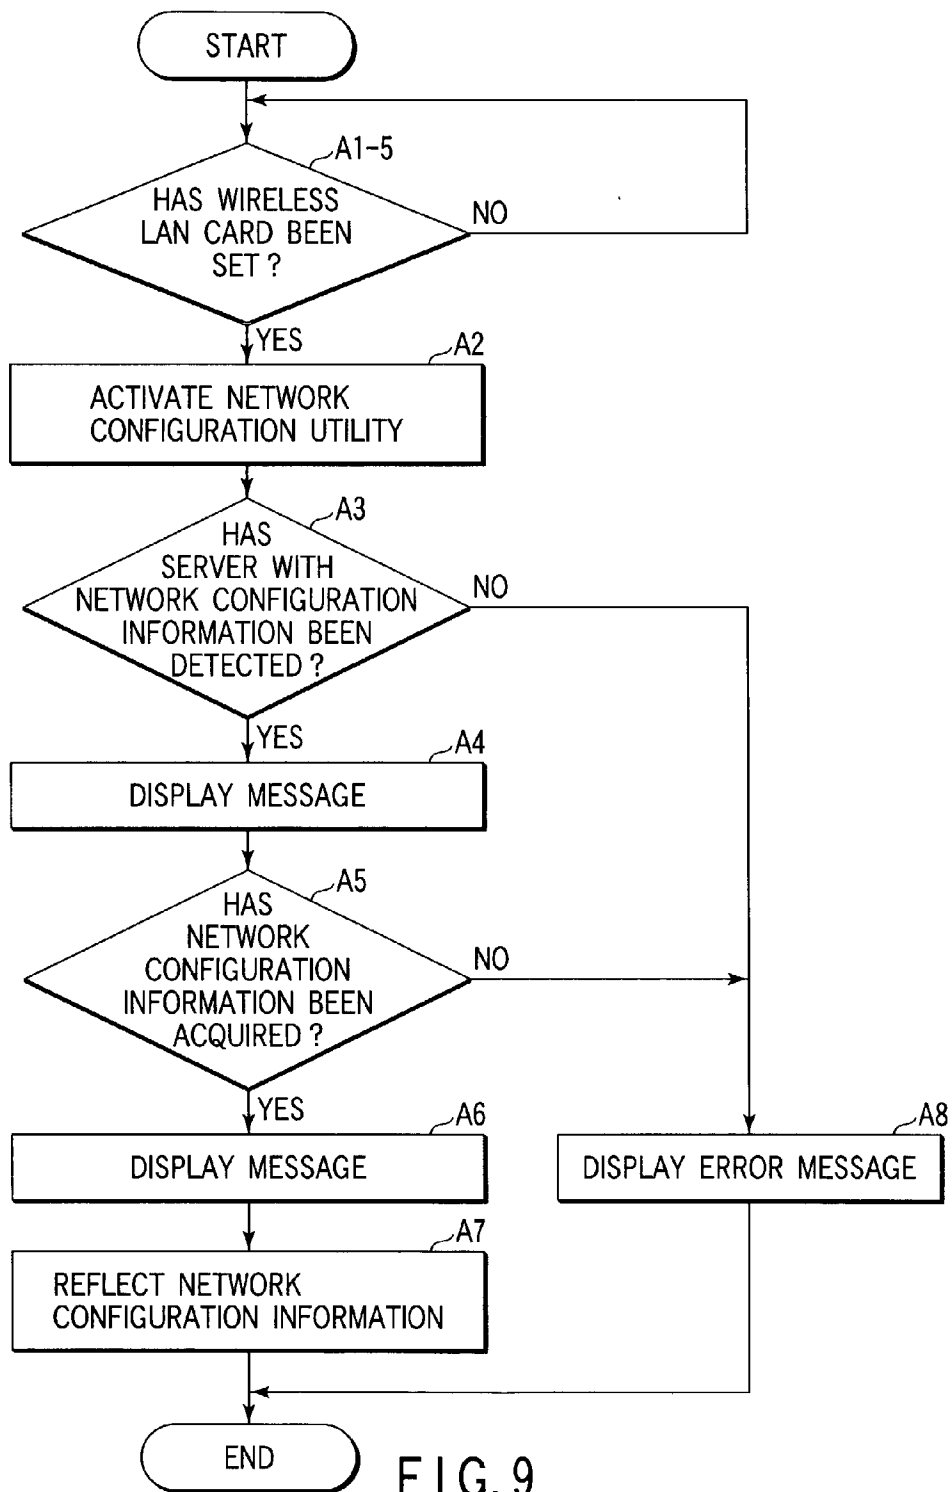 START
A1-5
HAS WIRELESS
LAN CARD BEEN
SET?
NO
YES
A2
ACTIVATE NETWORK
CONFIGURATION UTILITY
A3
HAS
SERVER WITH
NETWORK CONFIGURATION
INFORMATION BEEN
DETECTED?
NO
YES
A4
DISPLAY MESSAGE
A5
HAS
NETWORK
CONFIGURATION
INFORMATION BEEN
ACQUIRED?
NO
YES
A6
DISPLAY MESSAGE
A8
DISPLAY ERROR MESSAGE
A7
REFLECT NETWORK
CONFIGURATION INFORMATION
END
FIG. 9